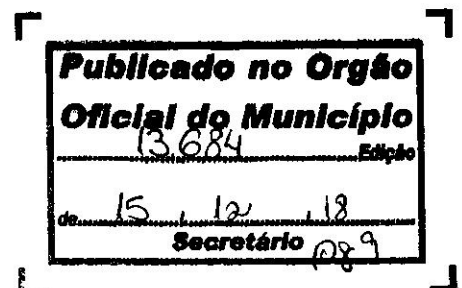 Publicado no Orgão
Oficial do Município
13.684 Edição
de 15 , 12 , 18
Secretário